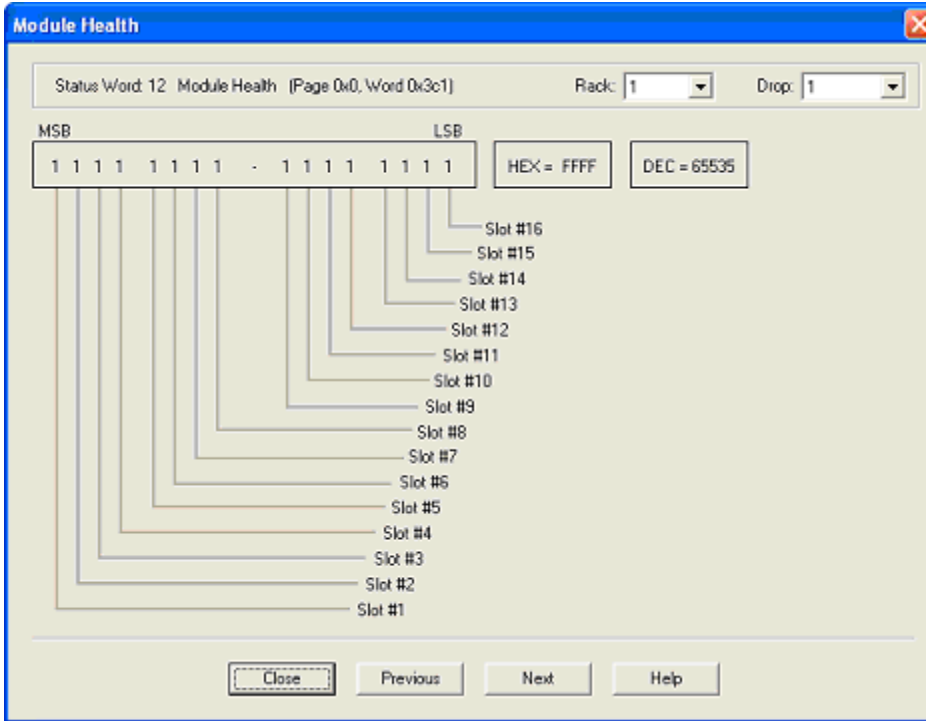 Module Health
Status Word: 12 Module Health (Page 0x0, Word 0x3c1) Rack: 1 Drop: 1
MSB LSB
1 1 1 1 1 1 1 1 - 1 1 1 1 1 1 1 1 HEX = FFFF DEC = 65535
Slot #16
Slot #15
Slot #14
Slot #13
Slot #12
Slot #11
Slot #10
Slot #9
Slot #8
Slot #7
Slot #6
Slot #5
Slot #4
Slot #3
Slot #2
Slot #1
Close Previous Next Help